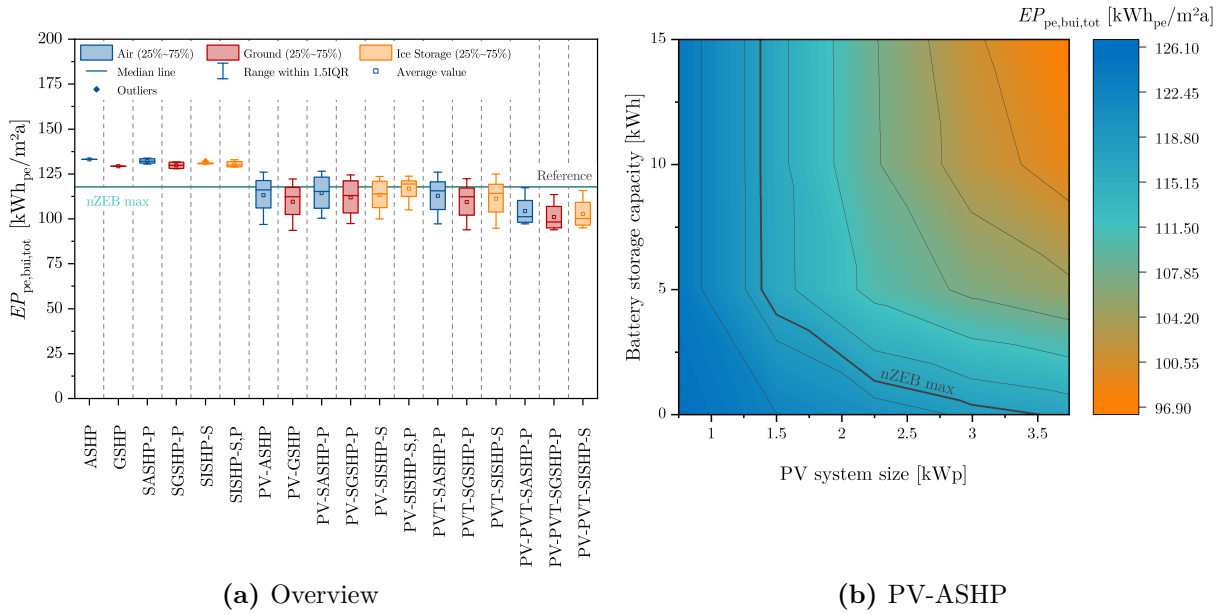 EP_pe,bui,tot [kWh_pe/m²a]
200
175
150
125
100
75
50
25
0
Air (25%~75%) Ground (25%~75%) Ice Storage (25%~75%)
Median line Range within 1.5IQR Average value
Outliers
Reference
nZEB max
ASHP
GSHP
SASHP-P
SGSHP-P
SISHP-S
SISHP-S,P
PV-ASHP
PV-GSHP
PV-SASHP-P
PV-SGSHP-P
PV-SISHP-S
PV-SISHP-S,P
PVT-SASHP-P
PVT-SGSHP-P
PVT-SISHP-S
PV-PVT-SASHP-P
PV-PVT-SGSHP-P
PV-PVT-SISHP-S
(a) Overview
EP_pe,bui,tot [kWh_pe/m²a]
Battery storage capacity [kWh]
15
10
5
0
nZEB max
1 1.5 2 2.5 3 3.5
PV system size [kWp]
126.10
122.45
118.80
115.15
111.50
107.85
104.20
100.55
96.90
(b) PV-ASHP